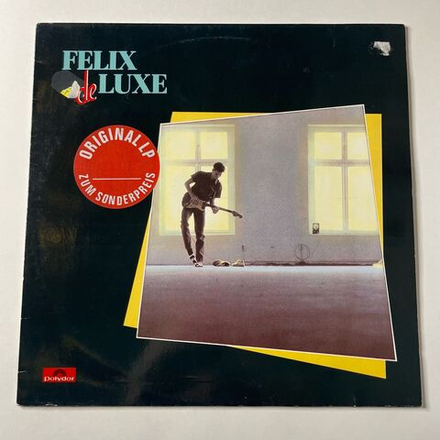 FELIX
de LUXE
ORIGINAL LP
ZUM SONDERPREIS
polydor